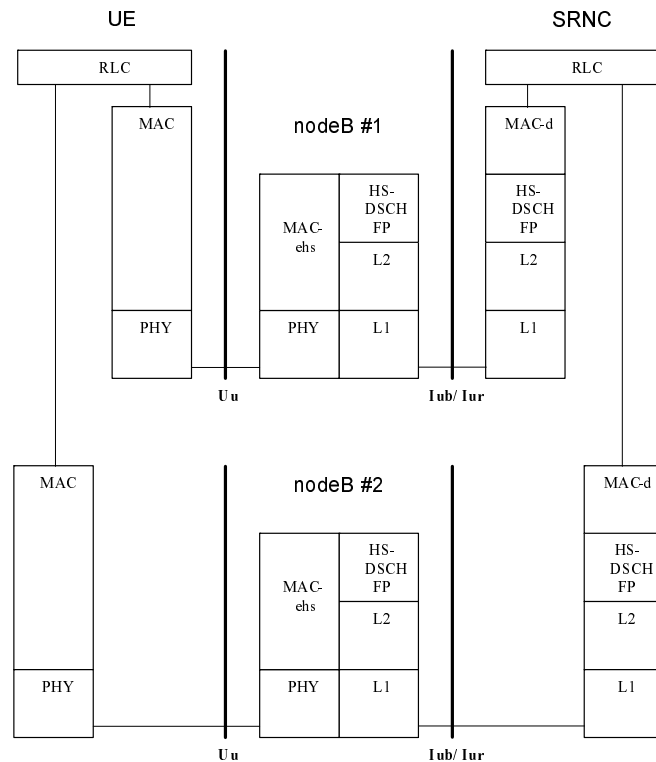 UE
SRNC
RLC
RLC
MAC
nodeB #1
MAC-d
MAC-
ehs
HS-
DSCH
FP
HS-
DSCH
FP
L2
L2
PHY
PHY
L1
L1
Uu
Iub/Iur
MAC
nodeB #2
MAC-d
MAC-
ehs
HS-
DSCH
FP
HS-
DSCH
FP
L2
L2
PHY
PHY
L1
L1
Uu
Iub/Iur